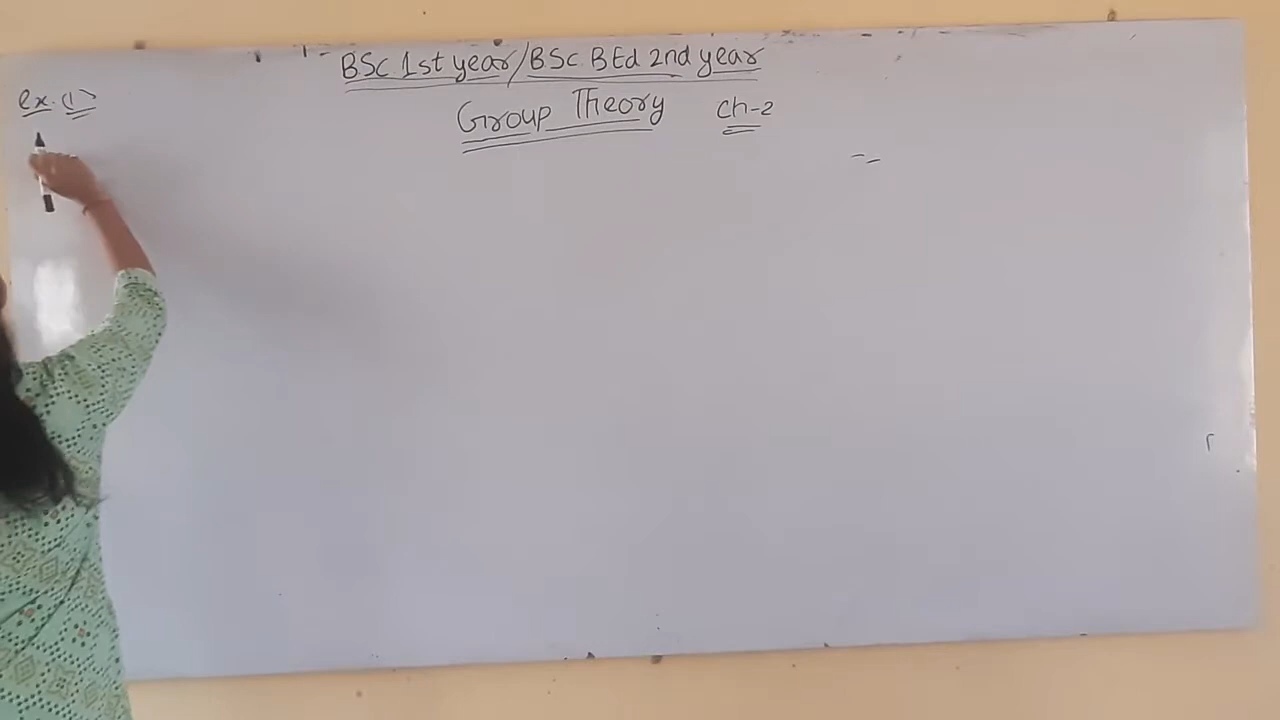 BSc 1st year/BSc BEd 2nd year
Group Theory Ch-2
ex.(1)